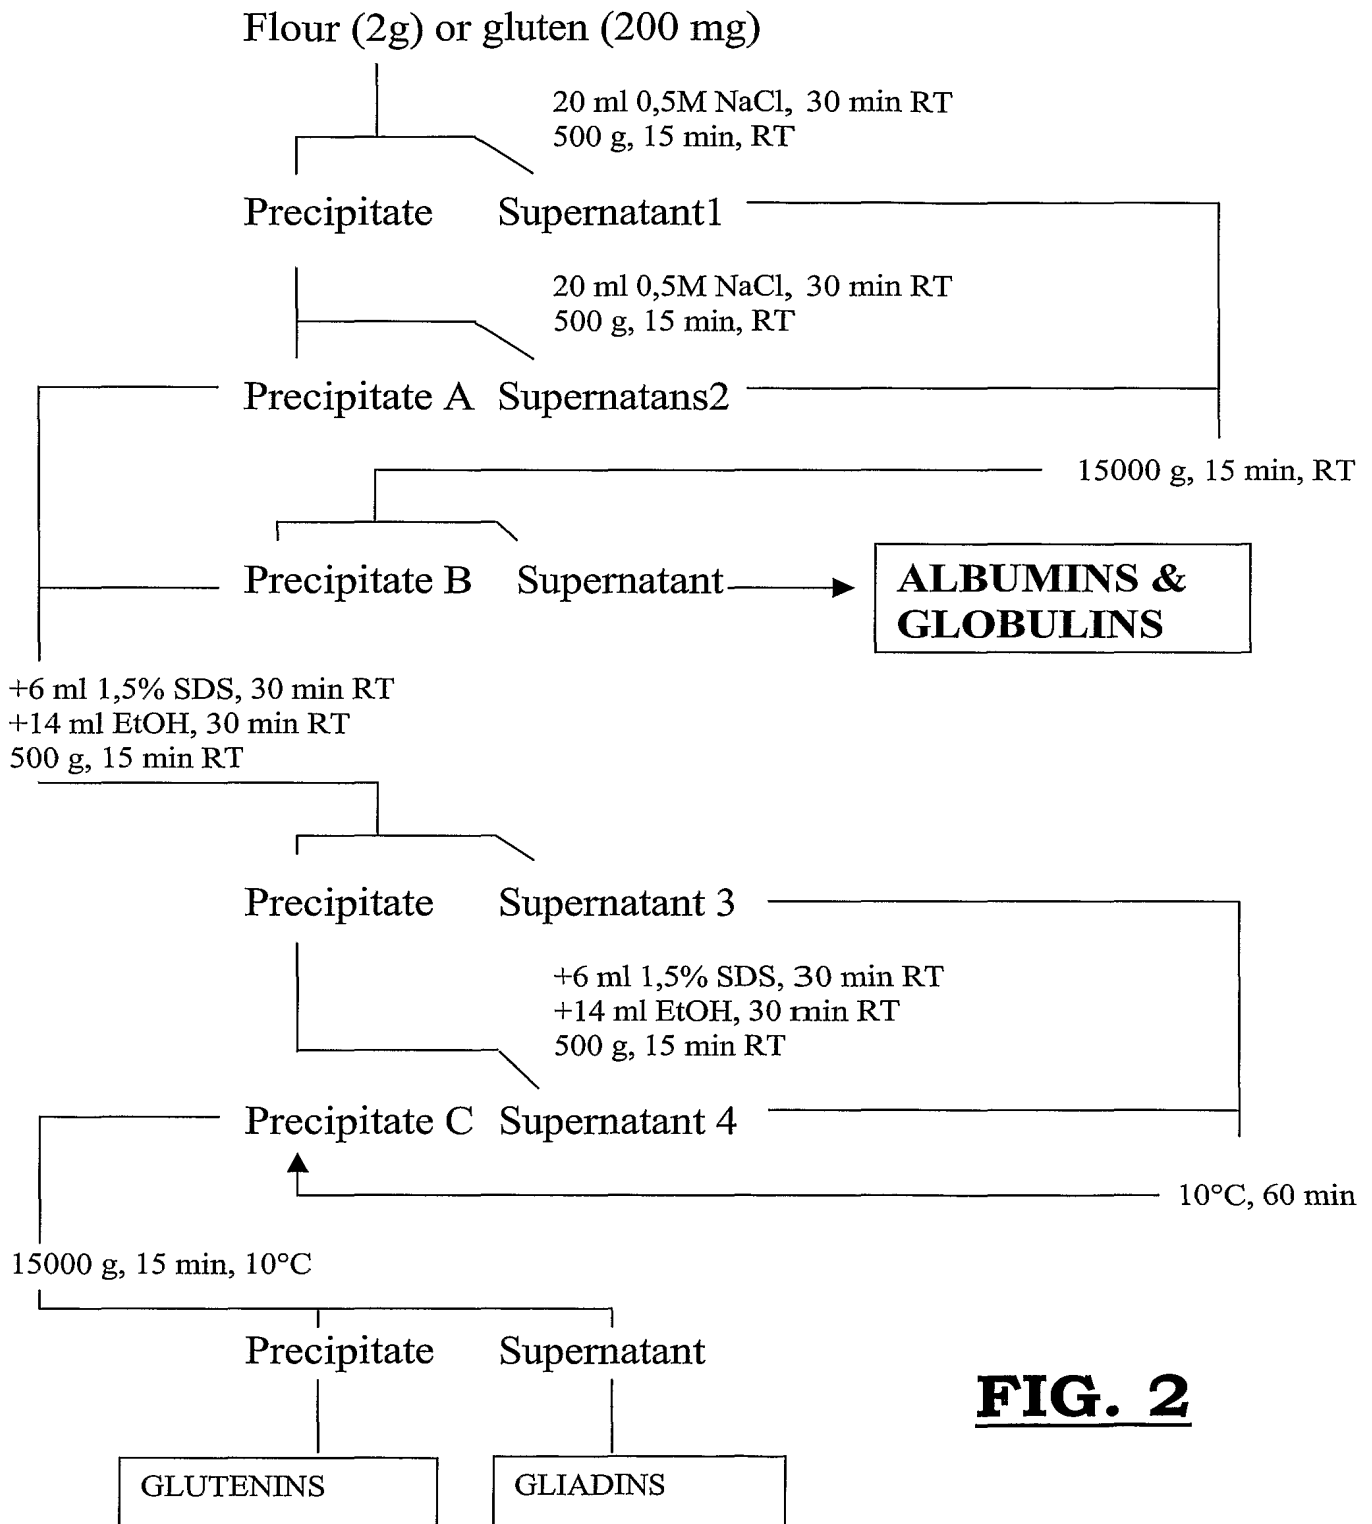 Flour (2g) or gluten (200 mg)
20 ml 0,5M NaCl, 30 min RT
500 g, 15 min, RT
Precipitate Supernatant1
20 ml 0,5M NaCl, 30 min RT
500 g, 15 min, RT
Precipitate A Supernatans2
15000 g, 15 min, RT
Precipitate B Supernatant
ALBUMINS &
GLOBULINS
+6 ml 1,5% SDS, 30 min RT
+14 ml EtOH, 30 min RT
500 g, 15 min RT
Precipitate Supernatant 3
+6 ml 1,5% SDS, 30 min RT
+14 ml EtOH, 30 min RT
500 g, 15 min RT
Precipitate C Supernatant 4
10°C, 60 min
15000 g, 15 min, 10°C
Precipitate Supernatant
FIG. 2
GLUTENINS GLIADINS